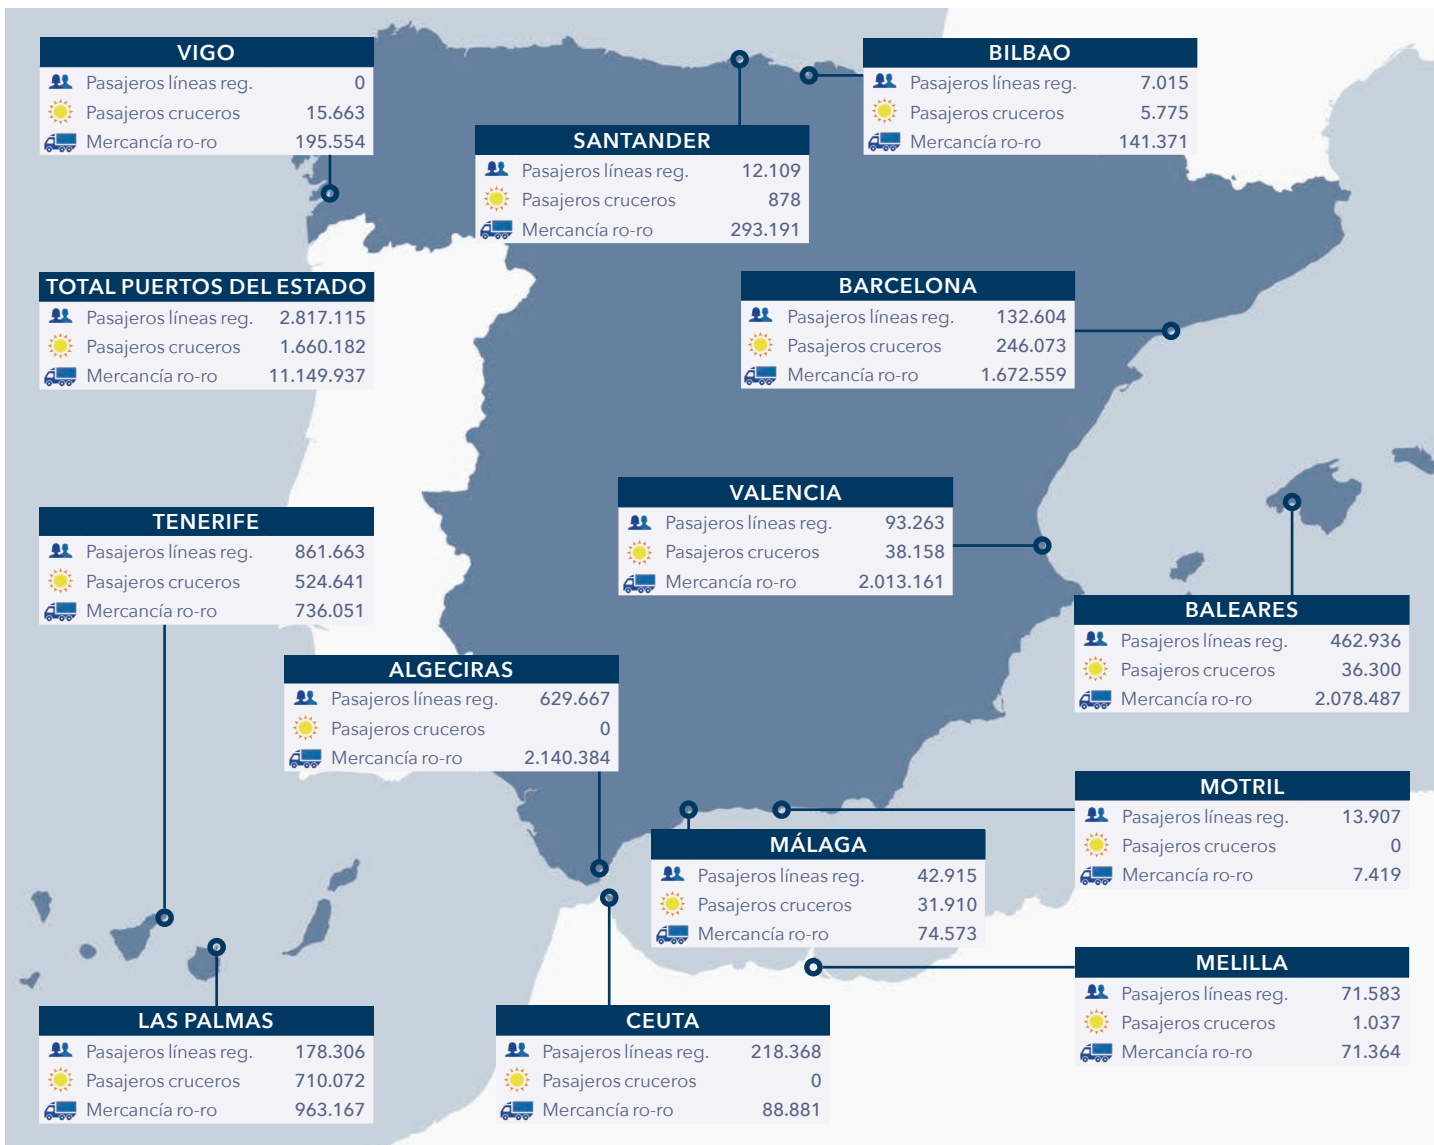 VIGO
Pasajeros líneas reg. 0
Pasajeros cruceros 15.663
Mercancía ro-ro 195.554
BILBAO
Pasajeros líneas reg. 7.015
Pasajeros cruceros 5.775
Mercancía ro-ro 141.371
SANTANDER
Pasajeros líneas reg. 12.109
Pasajeros cruceros 878
Mercancía ro-ro 293.191
TOTAL PUERTOS DEL ESTADO
Pasajeros líneas reg. 2.817.115
Pasajeros cruceros 1.660.182
Mercancía ro-ro 11.149.937
BARCELONA
Pasajeros líneas reg. 132.604
Pasajeros cruceros 246.073
Mercancía ro-ro 1.672.559
VALENCIA
Pasajeros líneas reg. 93.263
Pasajeros cruceros 38.158
Mercancía ro-ro 2.013.161
TENERIFE
Pasajeros líneas reg. 861.663
Pasajeros cruceros 524.641
Mercancía ro-ro 736.051
BALEARES
Pasajeros líneas reg. 462.936
Pasajeros cruceros 36.300
Mercancía ro-ro 2.078.487
ALGECIRAS
Pasajeros líneas reg. 629.667
Pasajeros cruceros 0
Mercancía ro-ro 2.140.384
MOTRIL
Pasajeros líneas reg. 13.907
Pasajeros cruceros 0
Mercancía ro-ro 7.419
MÁLAGA
Pasajeros líneas reg. 42.915
Pasajeros cruceros 31.910
Mercancía ro-ro 74.573
MELILLA
Pasajeros líneas reg. 71.583
Pasajeros cruceros 1.037
Mercancía ro-ro 71.364
LAS PALMAS
Pasajeros líneas reg. 178.306
Pasajeros cruceros 710.072
Mercancía ro-ro 963.167
CEUTA
Pasajeros líneas reg. 218.368
Pasajeros cruceros 0
Mercancía ro-ro 88.881